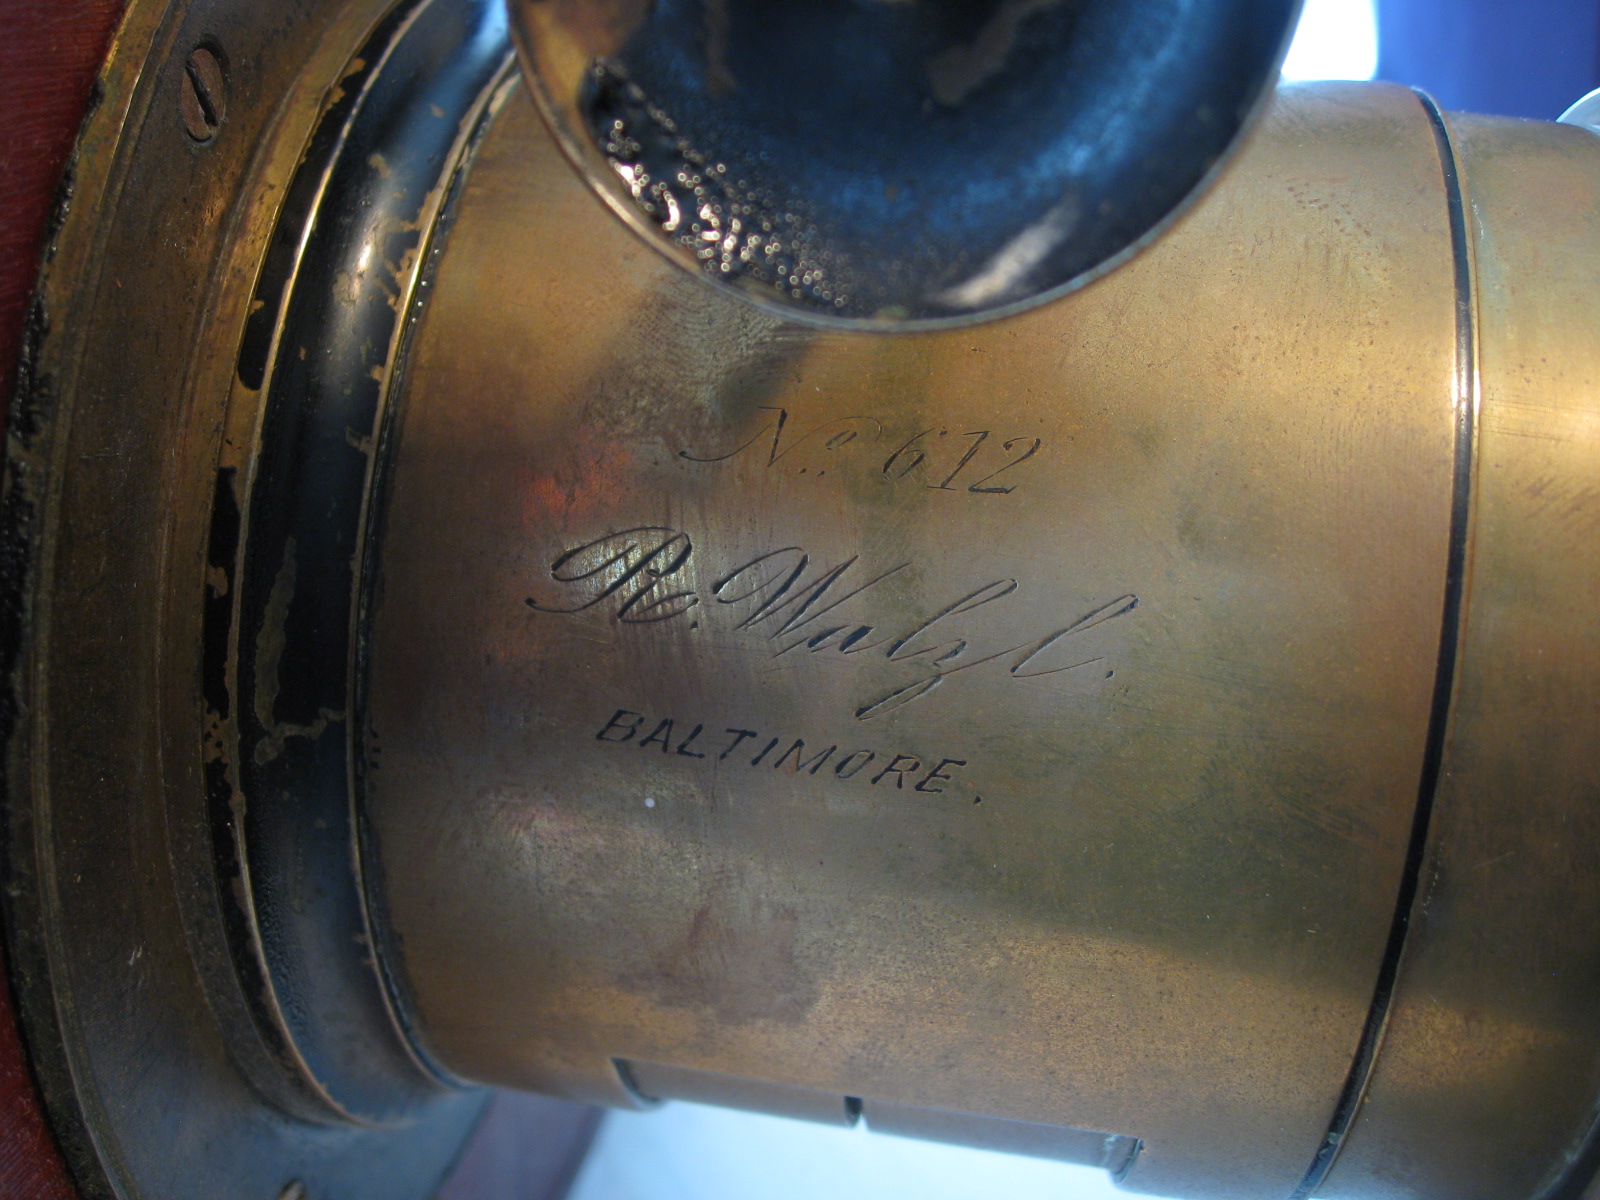 No. 612
R. Walzl.
BALTIMORE.